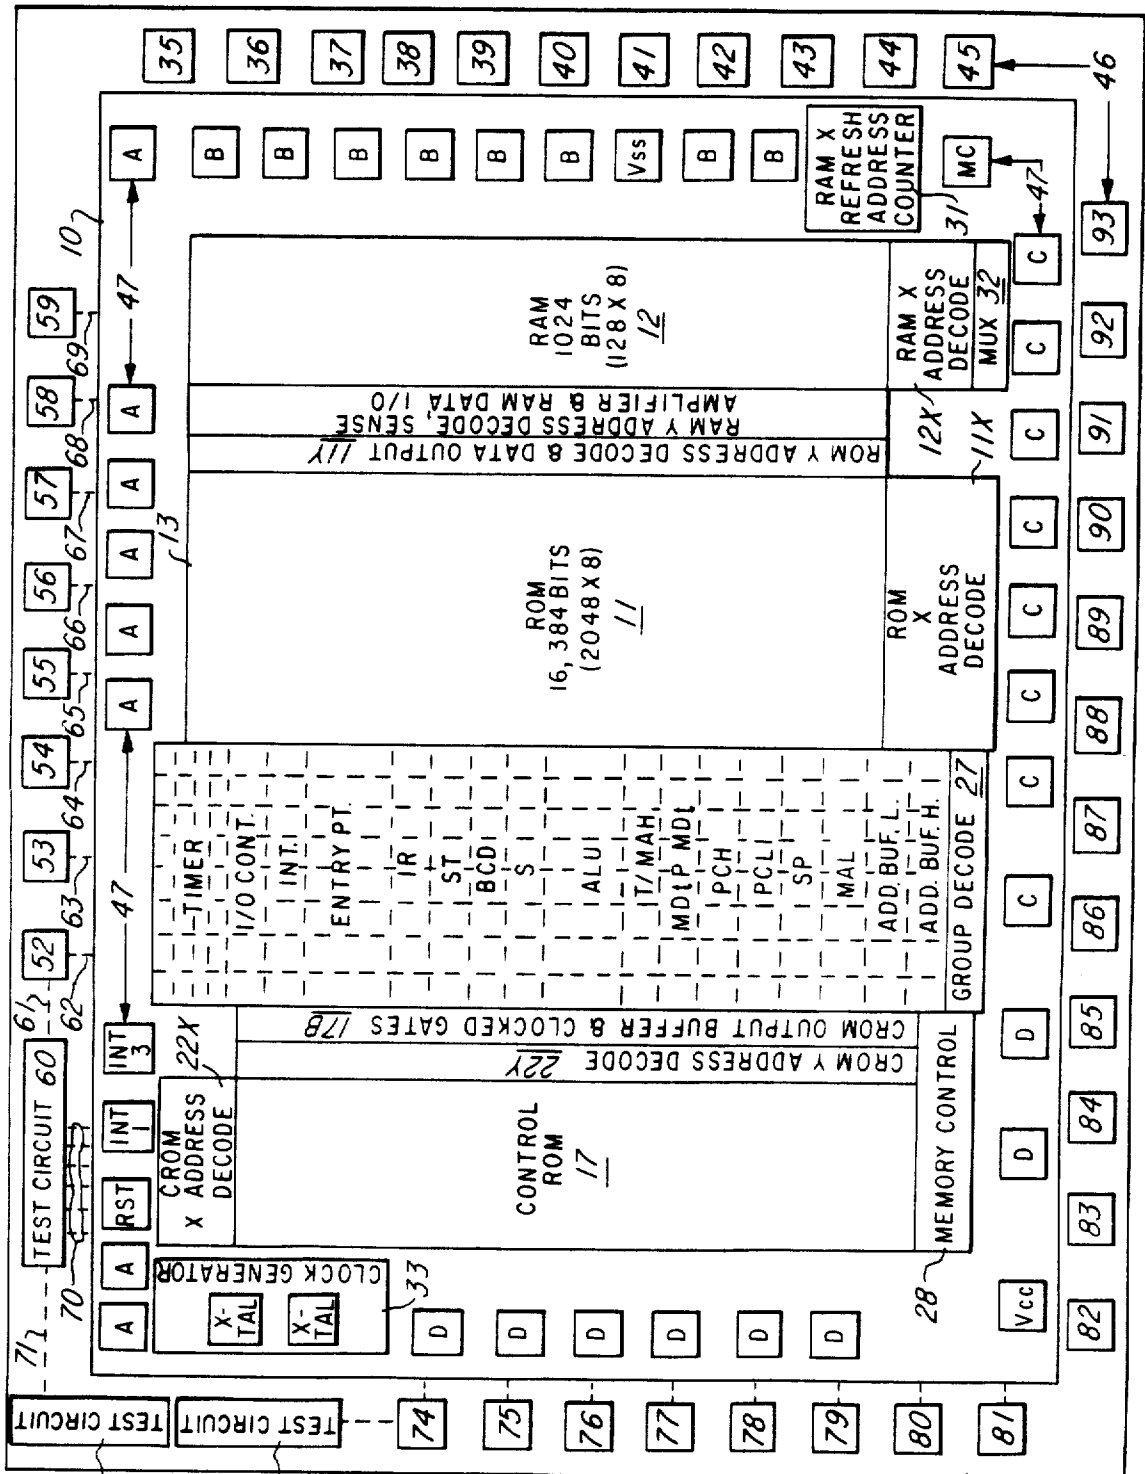 TEST CIRCUIT
71
TEST CIRCUIT 60
61
52
53
54
55
56
57
58
59
70
62
63
64
65
66
67
68
69
10
A
A
RST
INT
1
INT
3
47
A
A
A
A
A
47
A
35
TEST CIRCUIT
X-
TAL
X-
TAL
CLOCK GENERATOR
33
CROM
X ADDRESS
DECODE
22X
13
B
36
B
37
B
38
B
39
B
40
B
41
Vss
42
B
43
B
44
45
46
CONTROL
ROM
17
CROM Y ADDRESS DECODE 22Y
CROM OUTPUT BUFFER & CLOCKED GATES 17B
TIMER
I/O CONT.
INT.
ENTRY PT.
IR
ST
BCD
S
ALU
T/MAH
MD1P MDL
PCH
PCLI
SP
MAL
ADD. BUF. L.
ADD. BUF. H.
ROM
16, 384 BITS
(2048 X 8)
11
ROM Y ADDRESS DECODE & DATA OUTPUT 11Y
RAM Y ADDRESS DECODE, SENSE
AMPLIFIER & RAM DATA I/O
RAM
1024
BITS
(128 X 8)
12
74
D
75
D
76
D
77
D
78
D
79
D
80
81
28
MEMORY CONTROL
GROUP DECODE 27
ROM
X
ADDRESS
DECODE
12X
11X
RAM X
ADDRESS
DECODE
MUX 32
RAM X
REFRESH
ADDRESS
COUNTER
31
MC
47
Vcc
D
D
C
C
C
C
C
C
C
C
82
83
84
85
86
87
88
89
90
91
92
93